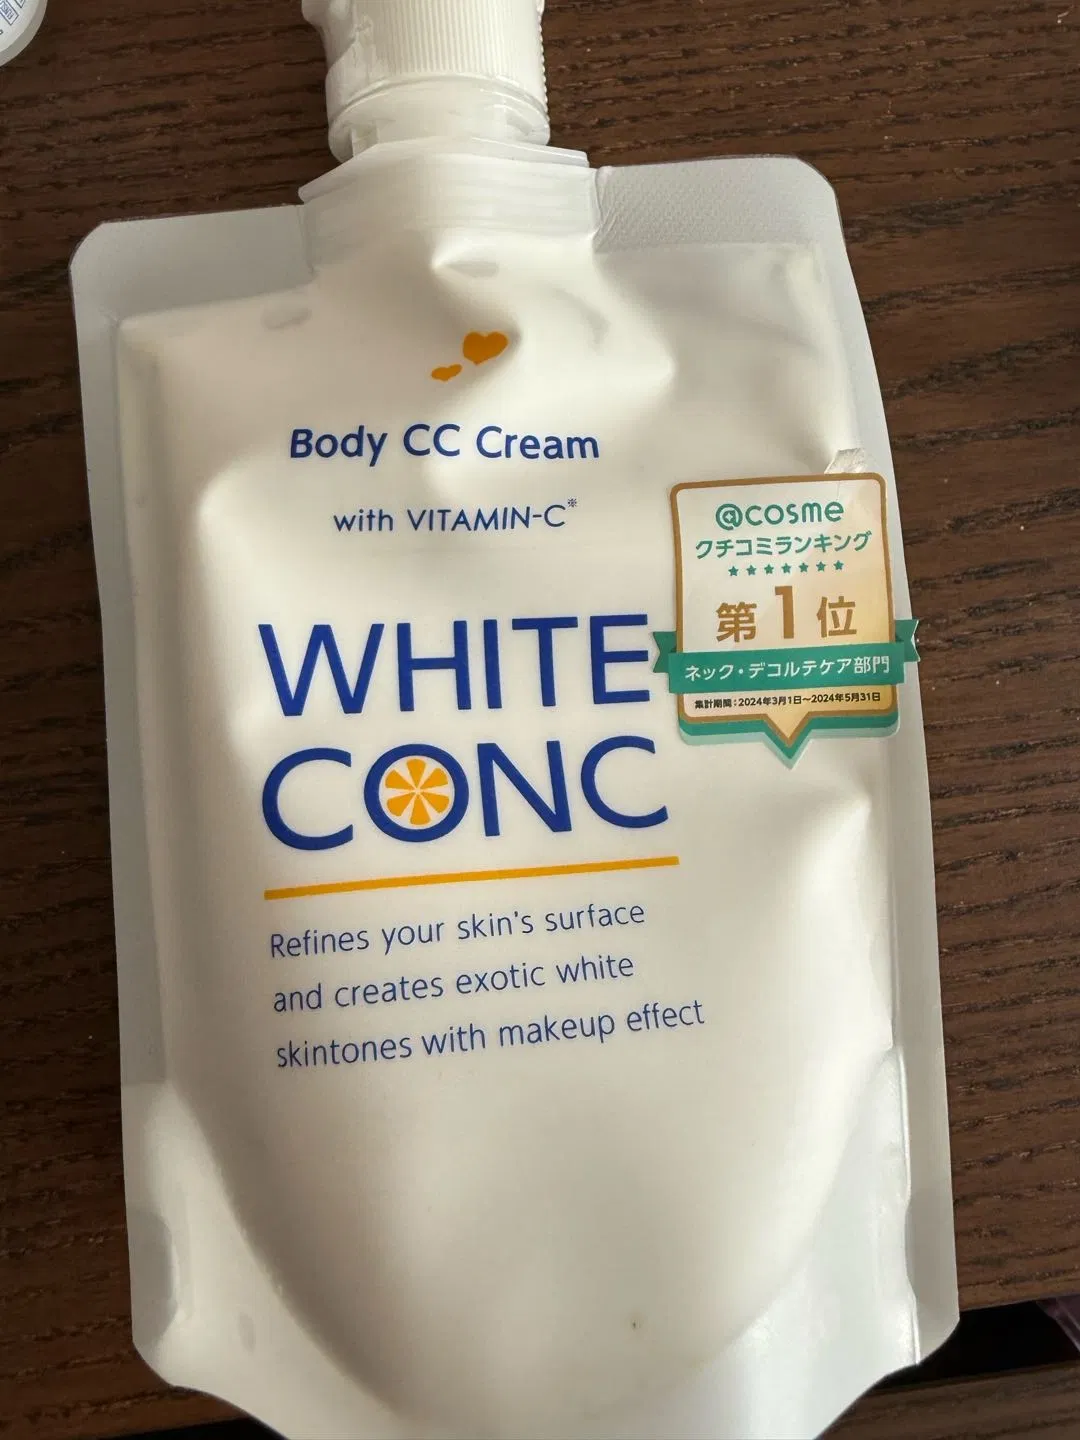 Body CC Cream
with VITAMIN-C※
@cosme
クチコミランキング
★★★★★★★
第1位
ネック・デコルテケア部門
集計期間：2024年3月1日〜2024年5月31日
WHITE
CONC
Refines your skin's surface
and creates exotic white
skintones with makeup effect